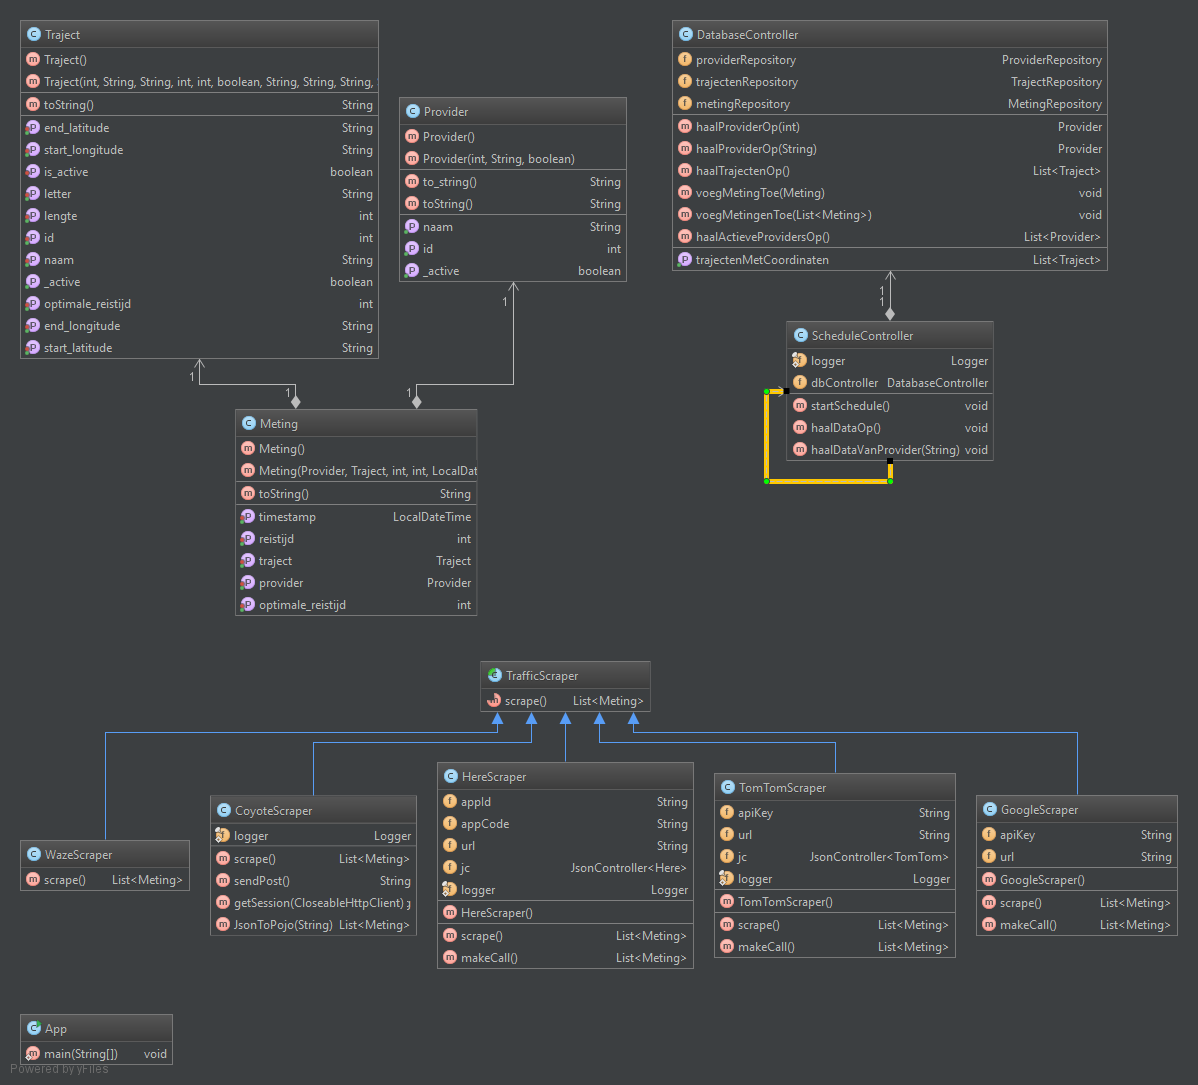 Traject
Traject()
Traject(int, String, String, int, int, boolean, String, String, String,
toString() String
end_latitude String
start_longitude String
is_active boolean
letter String
lengte int
id int
naam String
_active boolean
optimale_reistijd int
end_longitude String
start_latitude String
Provider
Provider()
Provider(int, String, boolean)
to_string() String
toString() String
naam String
id int
_active boolean
DatabaseController
providerRepository ProviderRepository
trajectenRepository TrajectRepository
metingRepository MetingRepository
haalProviderOp(int) Provider
haalProviderOp(String) Provider
haalTrajectenOp() List<Traject>
voegMetingToe(Meting) void
voegMetingenToe(List<Meting>) void
haalActieveProvidersOp() List<Provider>
trajectenMetCoordinaten List<Traject>
1
1
ScheduleController
logger Logger
dbController DatabaseController
startSchedule() void
haalDataOp() void
haalDataVanProvider(String) void
1
1
1
1
Meting
Meting()
Meting(Provider, Traject, int, int, LocalDat
toString() String
timestamp LocalDateTime
reistijd int
traject Traject
provider Provider
optimale_reistijd int
TrafficScraper
scrape() List<Meting>
WazeScraper
scrape() List<Meting>
CoyoteScraper
logger Logger
scrape() List<Meting>
sendPost() String
getSession(CloseableHttpClient)
JsonToPojo(String) List<Meting>
HereScraper
appId String
appCode String
url String
jc JsonController<Here>
logger Logger
HereScraper()
scrape() List<Meting>
makeCall() List<Meting>
TomTomScraper
apiKey String
url String
jc JsonController<TomTom>
logger Logger
TomTomScraper()
scrape() List<Meting>
makeCall() List<Meting>
GoogleScraper
apiKey String
url String
GoogleScraper()
scrape() List<Meting>
makeCall() List<Meting>
App
main(String[]) void
Powered by yFiles